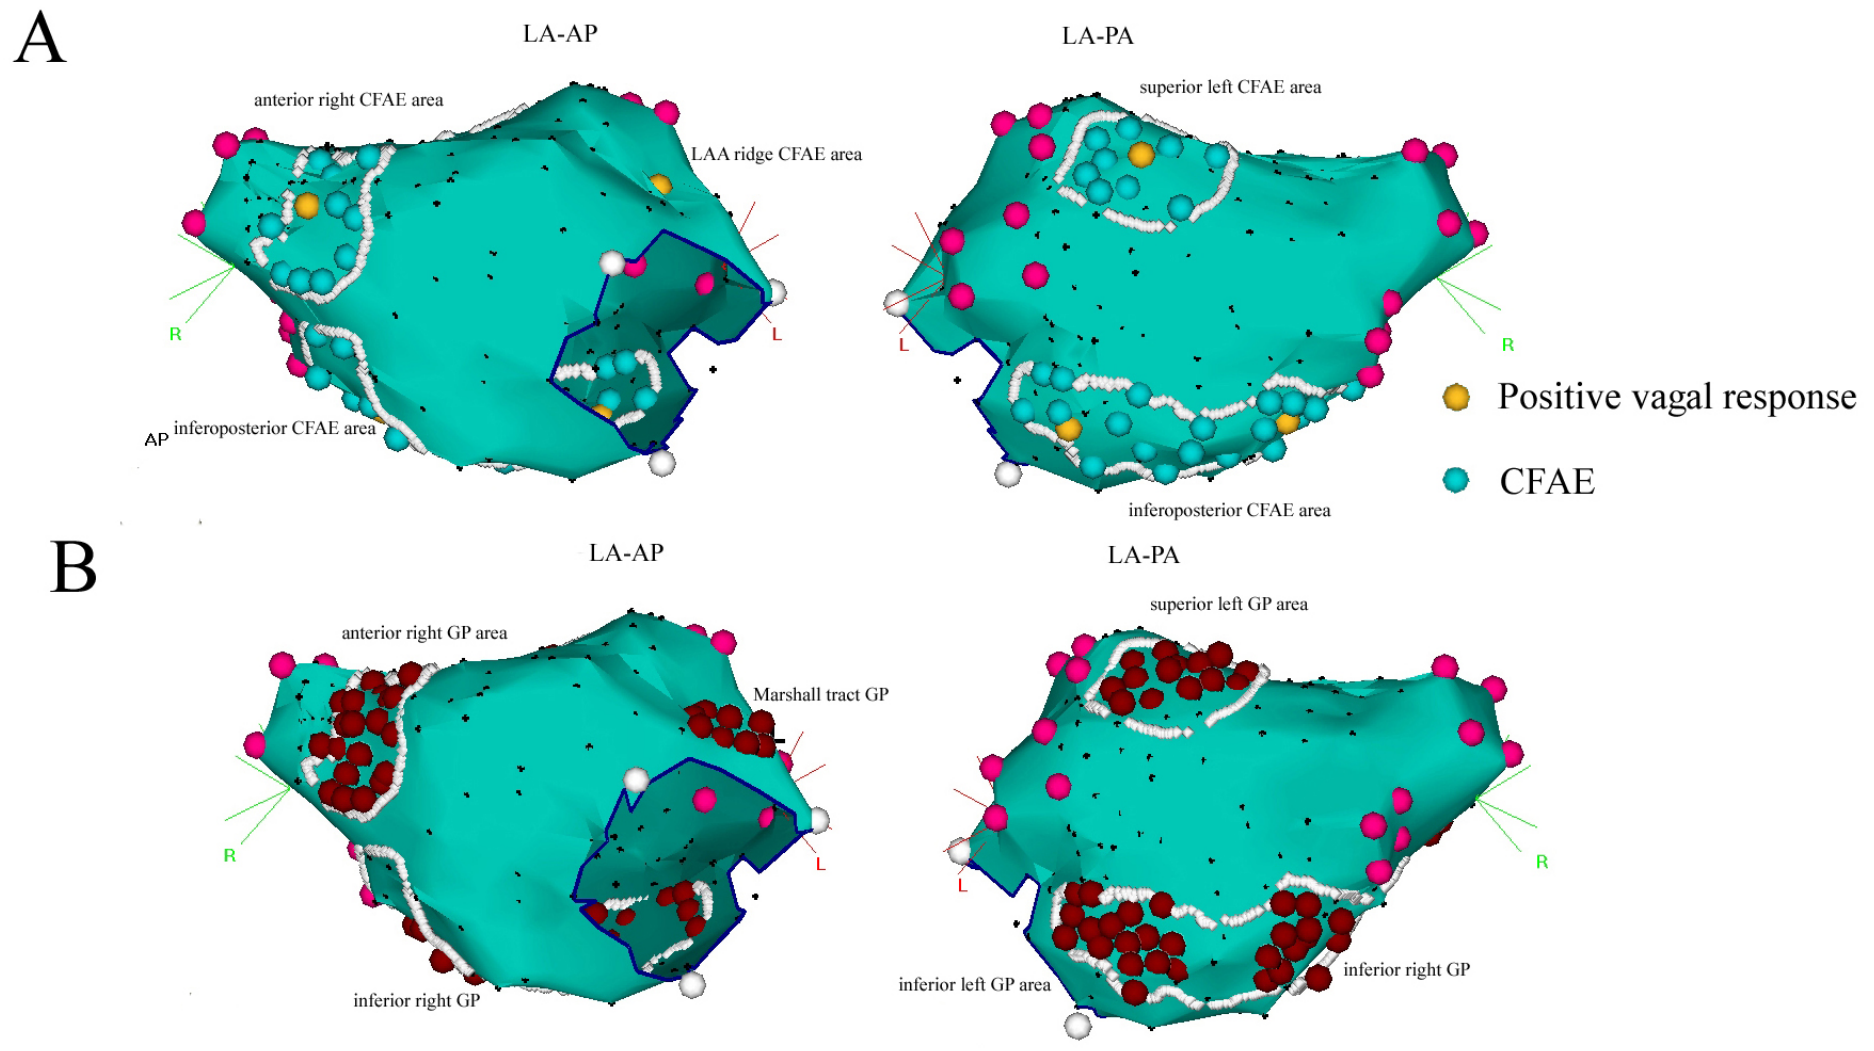 A
LA-AP
LA-PA
anterior right CFAE area
superior left CFAE area
LAA ridge CFAE area
R
L
L
R
Positive vagal response
AP
inferoposterior CFAE area
CFAE
inferoposterior CFAE area
B
LA-AP
LA-PA
anterior right GP area
superior left GP area
Marshall tract GP
R
L
L
R
inferior right GP
inferior left GP area
inferior right GP